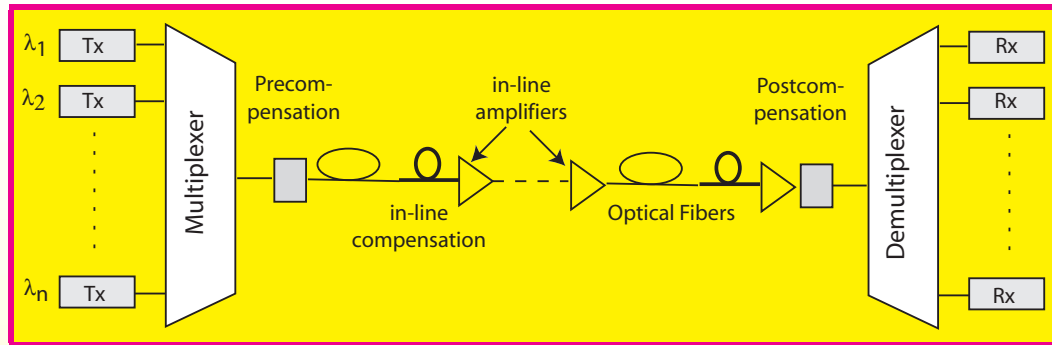 λ1
Tx
λ2
Tx
λn
Tx
Multiplexer
Precom-
pensation
in-line
compensation
in-line
amplifiers
Optical Fibers
Postcom-
pensation
Demultiplexer
Rx
Rx
Rx